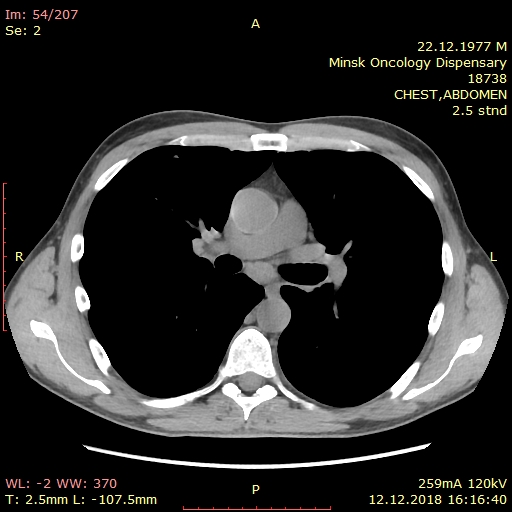 Im: 54/207
Se: 2
A
22.12.1977 M
Minsk Oncology Dispensary
18738
CHEST,ABDOMEN
2.5 stnd
R
L
WL: -2 WW: 370
T: 2.5mm L: -107.5mm
P
259mA 120kV
12.12.2018 16:16:40